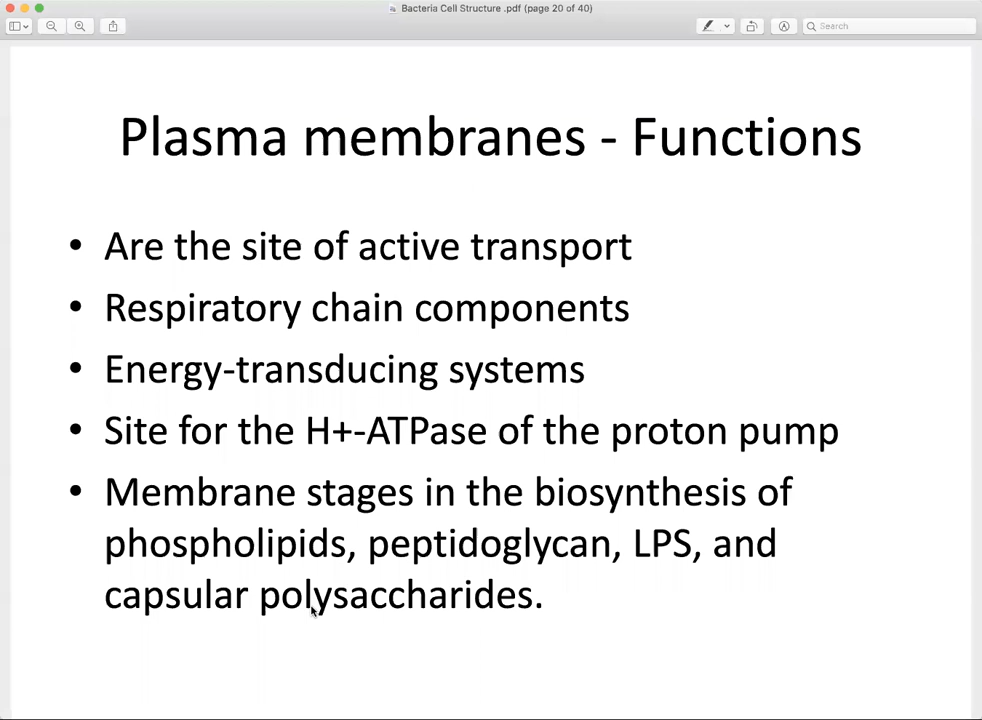 Bacteria Cell Structure .pdf (page 20 of 40)
Search
Plasma membranes - Functions
• Are the site of active transport
• Respiratory chain components
• Energy-transducing systems
• Site for the H+-ATPase of the proton pump
• Membrane stages in the biosynthesis of
phospholipids, peptidoglycan, LPS, and
capsular polysaccharides.